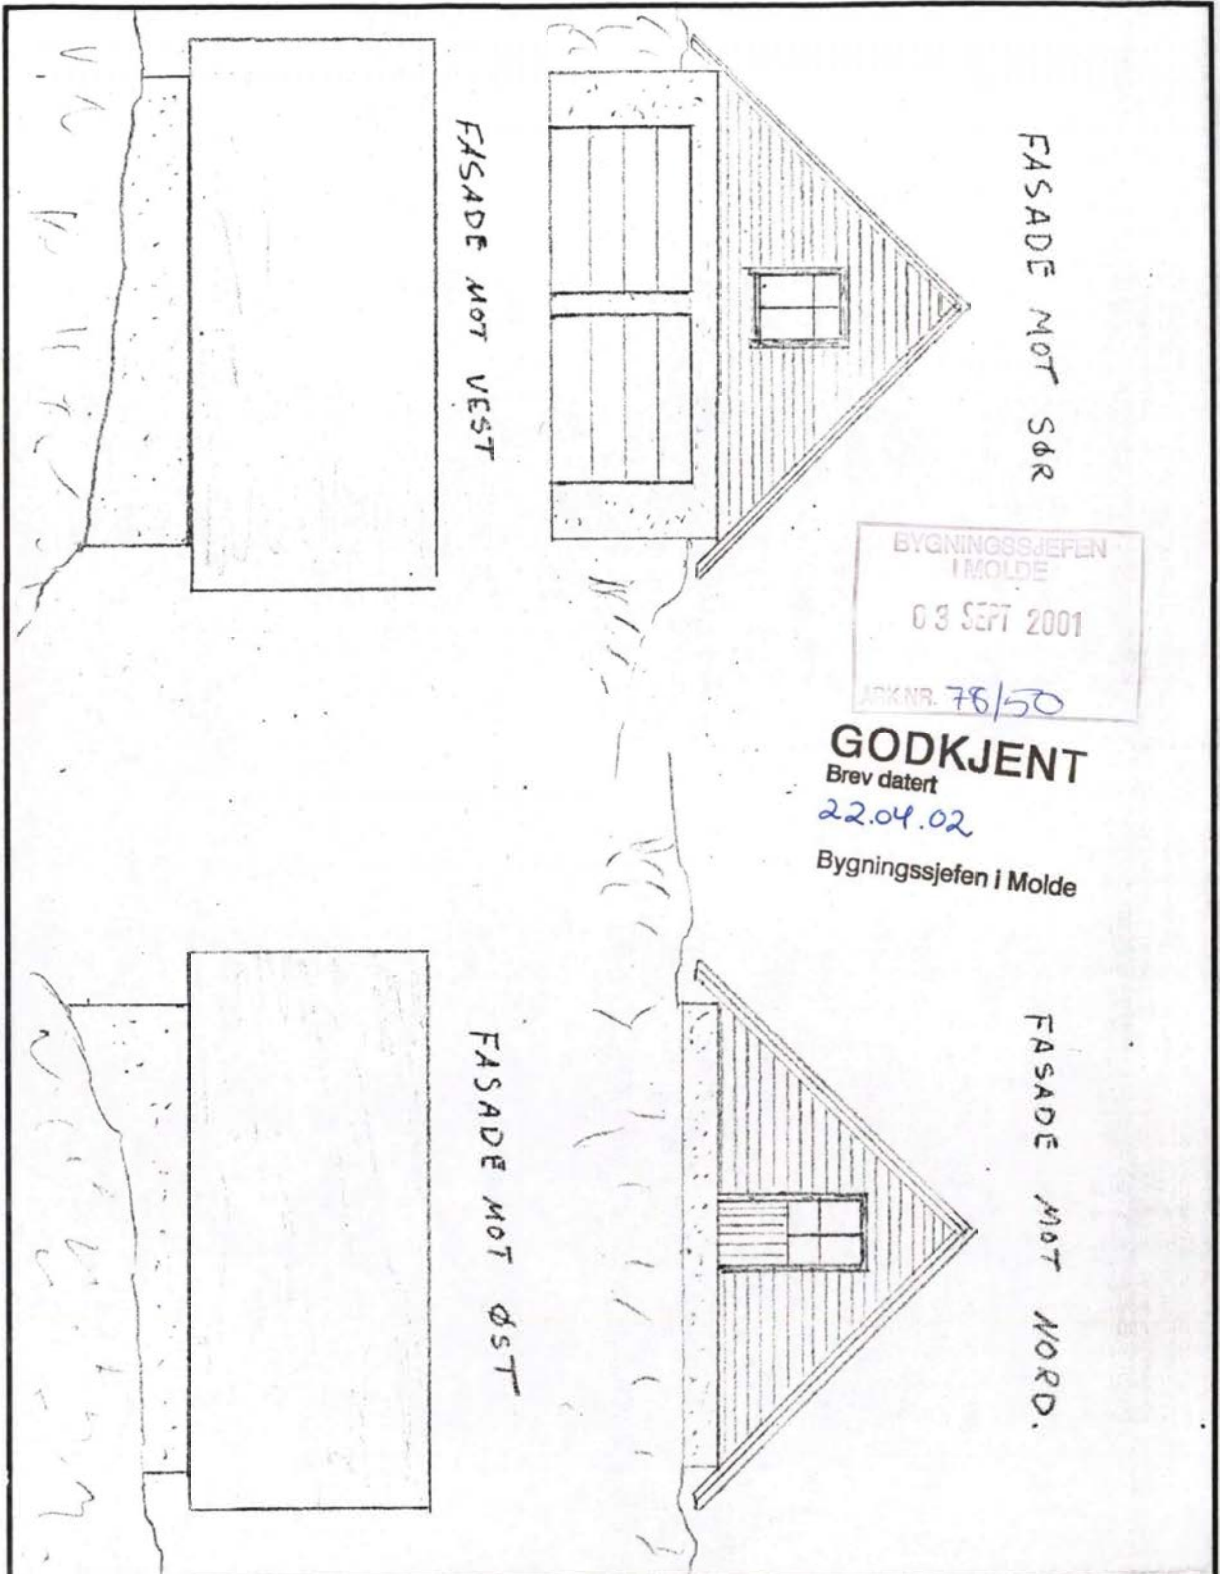 FASADE MOT SØR
FASADE MOT NORD.
FASADE MOT VEST
FASADE MOT ØST
BYGNINGSSJEFEN
I MOLDE
03 SEPT 2001
ARK.NR. 78/50
GODKJENT
Brev datert
22.04.02
Bygningssjefen i Molde